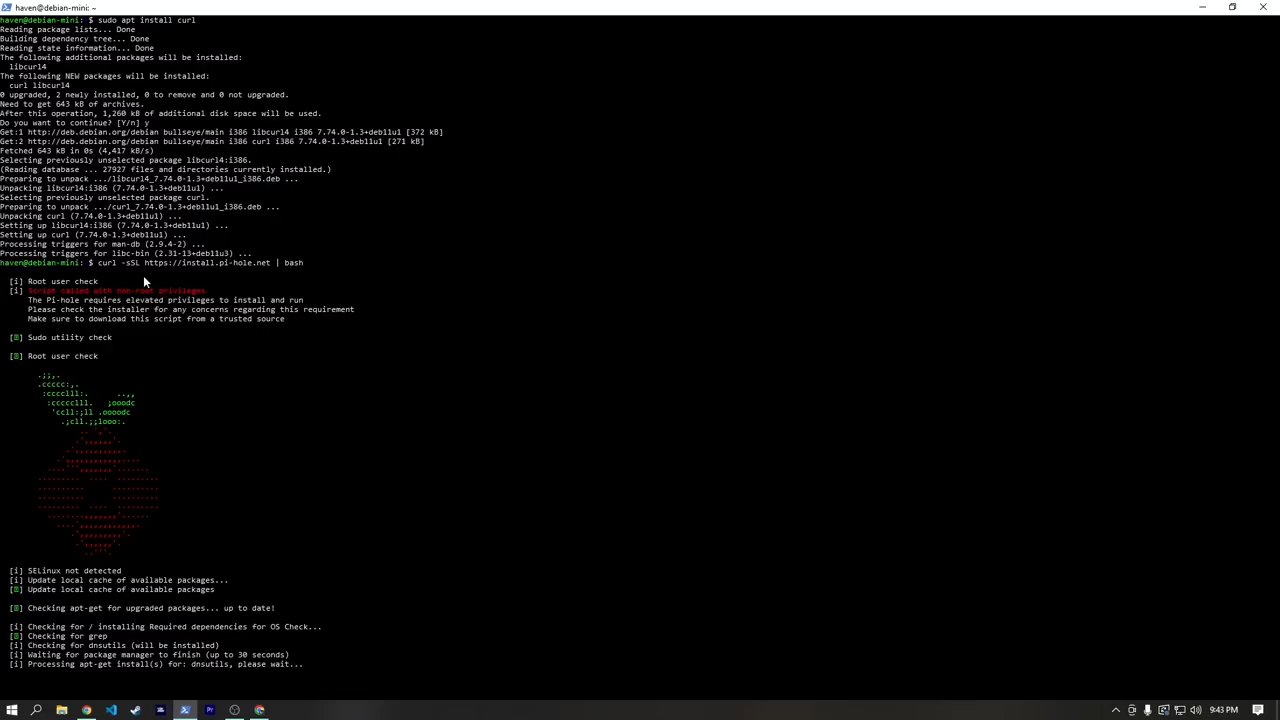 haven@debian-mini: ~
haven@debian-mini: $ sudo apt install curl
Reading package lists... Done
Building dependency tree... Done
Reading state information... Done
The following additional packages will be installed:
  libcurl4
The following NEW packages will be installed:
  curl libcurl4
0 upgraded, 2 newly installed, 0 to remove and 0 not upgraded.
Need to get 643 kB of archives.
After this operation, 1,260 kB of additional disk space will be used.
Do you want to continue? [Y/n] y
Get:1 http://deb.debian.org/debian bullseye/main i386 libcurl4 i386 7.74.0-1.3+deb11u1 [372 kB]
Get:2 http://deb.debian.org/debian bullseye/main i386 curl i386 7.74.0-1.3+deb11u1 [271 kB]
Fetched 643 kB in 0s (4,417 kB/s)
Selecting previously unselected package libcurl4:i386.
(Reading database ... 27927 files and directories currently installed.)
Preparing to unpack .../libcurl4_7.74.0-1.3+deb11u1_i386.deb ...
Unpacking libcurl4:i386 (7.74.0-1.3+deb11u1) ...
Selecting previously unselected package curl.
Preparing to unpack .../curl_7.74.0-1.3+deb11u1_i386.deb ...
Unpacking curl (7.74.0-1.3+deb11u1) ...
Setting up libcurl4:i386 (7.74.0-1.3+deb11u1) ...
Setting up curl (7.74.0-1.3+deb11u1) ...
Processing triggers for man-db (2.9.4-2) ...
Processing triggers for libc-bin (2.31-13+deb11u3) ...
haven@debian-mini: $ curl -sSL https://install.pi-hole.net | bash
[i] Root user check
[i] Script called with non-root privileges
The Pi-hole requires elevated privileges to install and run
Please check the installer for any concerns regarding this requirement
Make sure to download this script from a trusted source
[?] Sudo utility check
[?] Root user check
.;;,.
.ccccc:,.
:cccclll:.      ..,,
:ccccclll.   ;ooodc
'ccll:;ll .oooodc
.;cll.;;looo:.
[i] SELinux not detected
[i] Update local cache of available packages...
[?] Update local cache of available packages
[?] Checking apt-get for upgraded packages... up to date!
[i] Checking for / installing Required dependencies for OS Check...
[?] Checking for grep
[i] Checking for dnsutils (will be installed)
[i] Waiting for package manager to finish (up to 30 seconds)
[i] Processing apt-get install(s) for: dnsutils, please wait...
9:43 PM